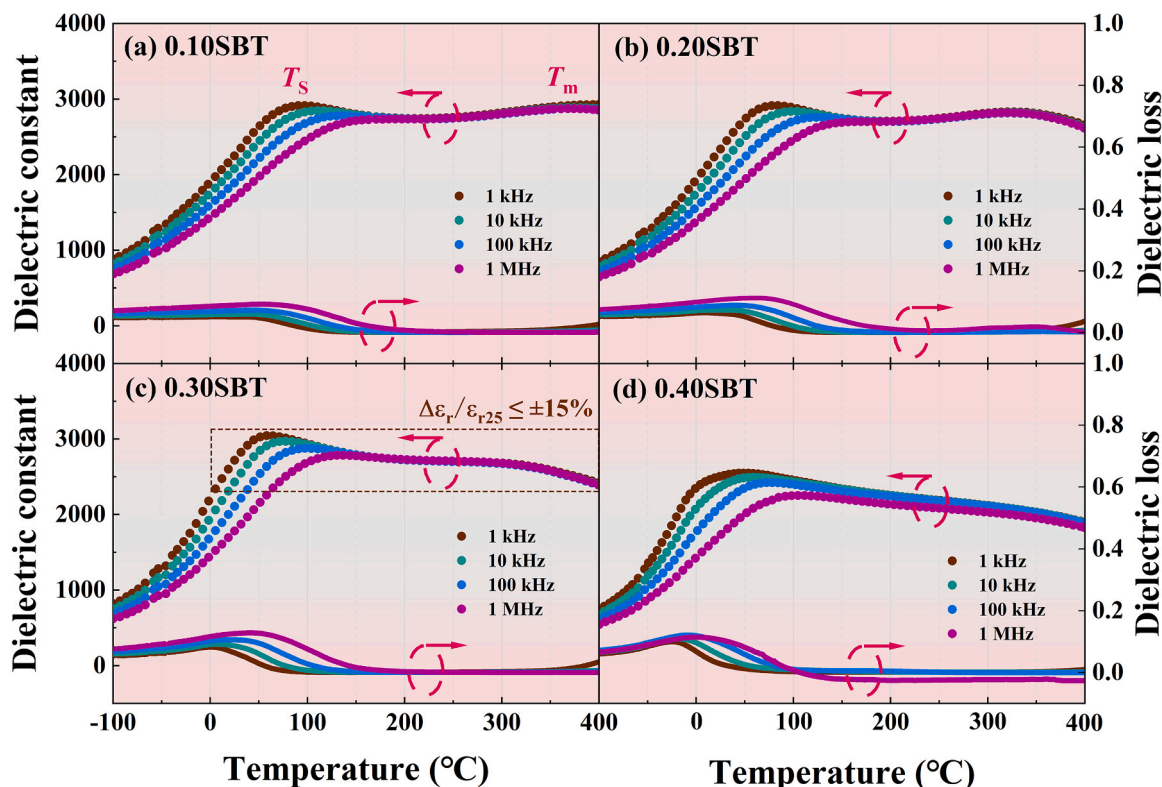 4000
3000
2000
1000
0
Dielectric constant
(a) 0.10SBT
T_S
T_m
1 kHz
10 kHz
100 kHz
1 MHz
(b) 0.20SBT
1 kHz
10 kHz
100 kHz
1 MHz
1.0
0.8
0.6
0.4
0.2
0.0
Dielectric loss
4000
3000
2000
1000
0
Dielectric constant
(c) 0.30SBT
Δε_r/ε_r25 ≤ ±15%
1 kHz
10 kHz
100 kHz
1 MHz
(d) 0.40SBT
1 kHz
10 kHz
100 kHz
1 MHz
1.0
0.8
0.6
0.4
0.2
0.0
Dielectric loss
-100 0 100 200 300 400
0 100 200 300 400
Temperature (°C)
Temperature (°C)